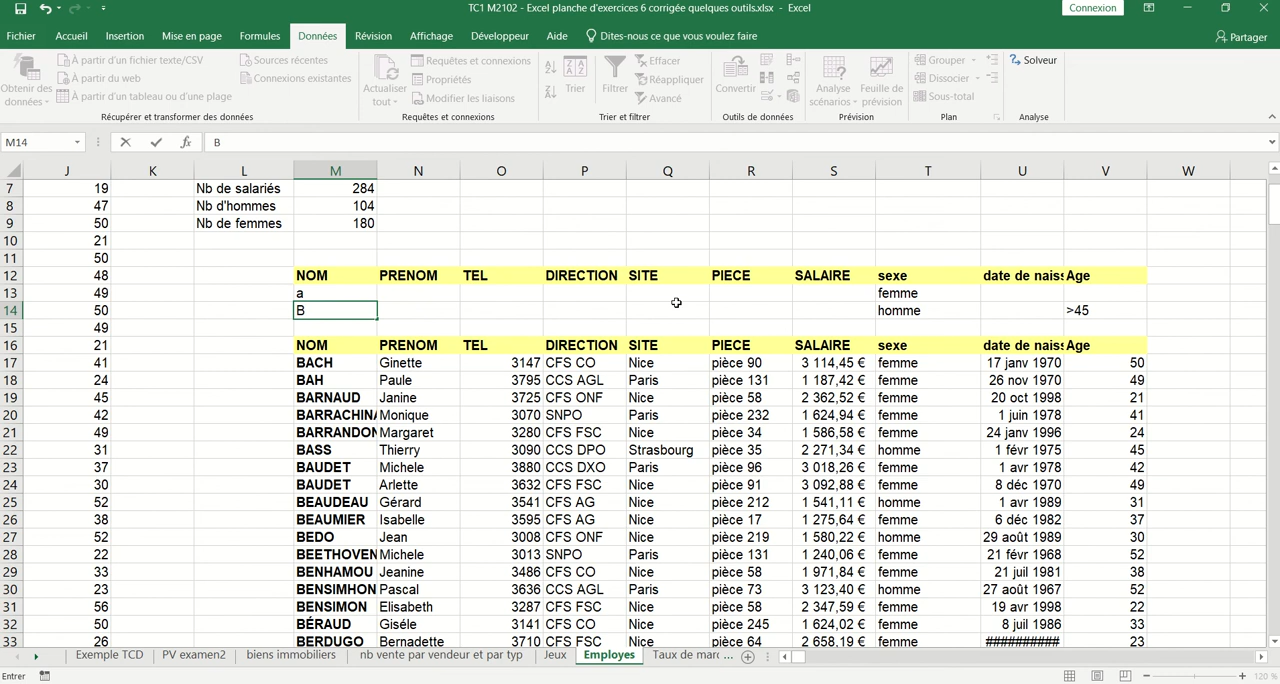 TC1 M2102 - Excel planche d'exercices 6 corrigée quelques outils.xlsx - Excel
Connexion
Fichier Accueil Insertion Mise en page Formules Données Révision Affichage Développeur Aide Dites-nous ce que vous voulez faire Partager
À partir d'un fichier texte/CSV Sources récentes Requêtes et connexions Effacer Grouper Solveur
À partir du web Connexions existantes Propriétés Réappliquer Dissocier
À partir d'un tableau ou d'une plage Modifier les liaisons Avancé Sous-total
Obtenir des données Actualiser tout Trier Filtrer Convertir Analyse scénarios Feuille de prévision
Récupérer et transformer des données Requêtes et connexions Trier et filtrer Outils de données Prévision Plan Analyse
M14 fx B
J K L M N O P Q R S T U V W
7 19 Nb de salariés 284
8 47 Nb d'hommes 104
9 50 Nb de femmes 180
10 21
11 50
12 48 NOM PRENOM TEL DIRECTION SITE PIECE SALAIRE sexe date de naiss Age
13 49 a femme
14 50 B homme >45
15 49
16 21 NOM PRENOM TEL DIRECTION SITE PIECE SALAIRE sexe date de naiss Age
17 41 BACH Ginette 3147 CFS CO Nice pièce 90 3 114,45 € femme 17 janv 1970 50
18 24 BAH Paule 3795 CCS AGL Paris pièce 131 1 187,42 € femme 26 nov 1970 49
19 45 BARNAUD Janine 3725 CFS ONF Nice pièce 58 2 362,52 € femme 20 oct 1998 21
20 42 BARRACHINA Monique 3070 SNPO Paris pièce 232 1 624,94 € femme 1 juin 1978 41
21 49 BARRANDON Margaret 3280 CFS FSC Nice pièce 34 1 586,58 € femme 24 janv 1996 24
22 31 BASS Thierry 3090 CCS DPO Strasbourg pièce 35 2 271,34 € homme 1 févr 1975 45
23 37 BAUDET Michele 3880 CCS DXO Paris pièce 96 3 018,26 € femme 1 avr 1978 42
24 30 BAUDET Arlette 3632 CFS FSC Nice pièce 91 3 092,88 € femme 8 déc 1970 49
25 52 BEAUDEAU Gérard 3541 CFS AG Nice pièce 212 1 541,11 € homme 1 avr 1989 31
26 38 BEAUMIER Isabelle 3595 CFS AG Nice pièce 17 1 275,64 € femme 6 déc 1982 37
27 52 BEDO Jean 3008 CFS ONF Nice pièce 219 1 580,22 € homme 29 août 1989 30
28 22 BEETHOVEN Michele 3013 SNPO Paris pièce 131 1 240,06 € femme 21 févr 1968 52
29 33 BENHAMOU Jeanine 3486 CFS CO Nice pièce 58 1 971,84 € femme 21 juil 1981 38
30 23 BENSIMHON Pascal 3636 CCS AGL Paris pièce 73 3 123,40 € homme 27 août 1967 52
31 56 BENSIMON Elisabeth 3287 CFS FSC Nice pièce 58 2 347,59 € femme 19 avr 1998 22
32 50 BÉRAUD Giséle 3141 CFS CO Nice pièce 245 1 624,02 € femme 8 juil 1986 33
33 26 BERDUGO Bernadette 3710 CFS FSC Nice pièce 64 2 658,19 € femme ########## 23
Exemple TCD PV examen2 biens immobiliers nb vente par vendeur et par typ Jeux Employes Taux de marc ...
Entrer 120 %